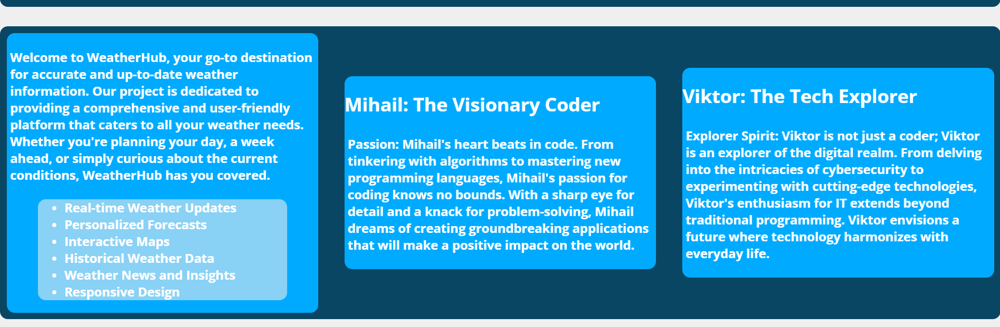 Welcome to WeatherHub, your go-to destination
for accurate and up-to-date weather
information. Our project is dedicated to
providing a comprehensive and user-friendly
platform that caters to all your weather needs.
Whether you're planning your day, a week
ahead, or simply curious about the current
conditions, WeatherHub has you covered.
• Real-time Weather Updates
• Personalized Forecasts
• Interactive Maps
• Historical Weather Data
• Weather News and Insights
• Responsive Design
Mihail: The Visionary Coder
Passion: Mihail's heart beats in code. From
tinkering with algorithms to mastering new
programming languages, Mihail's passion for
coding knows no bounds. With a sharp eye for
detail and a knack for problem-solving, Mihail
dreams of creating groundbreaking applications
that will make a positive impact on the world.
Viktor: The Tech Explorer
Explorer Spirit: Viktor is not just a coder; Viktor
is an explorer of the digital realm. From delving
into the intricacies of cybersecurity to
experimenting with cutting-edge technologies,
Viktor's enthusiasm for IT extends beyond
traditional programming. Viktor envisions a
future where technology harmonizes with
everyday life.